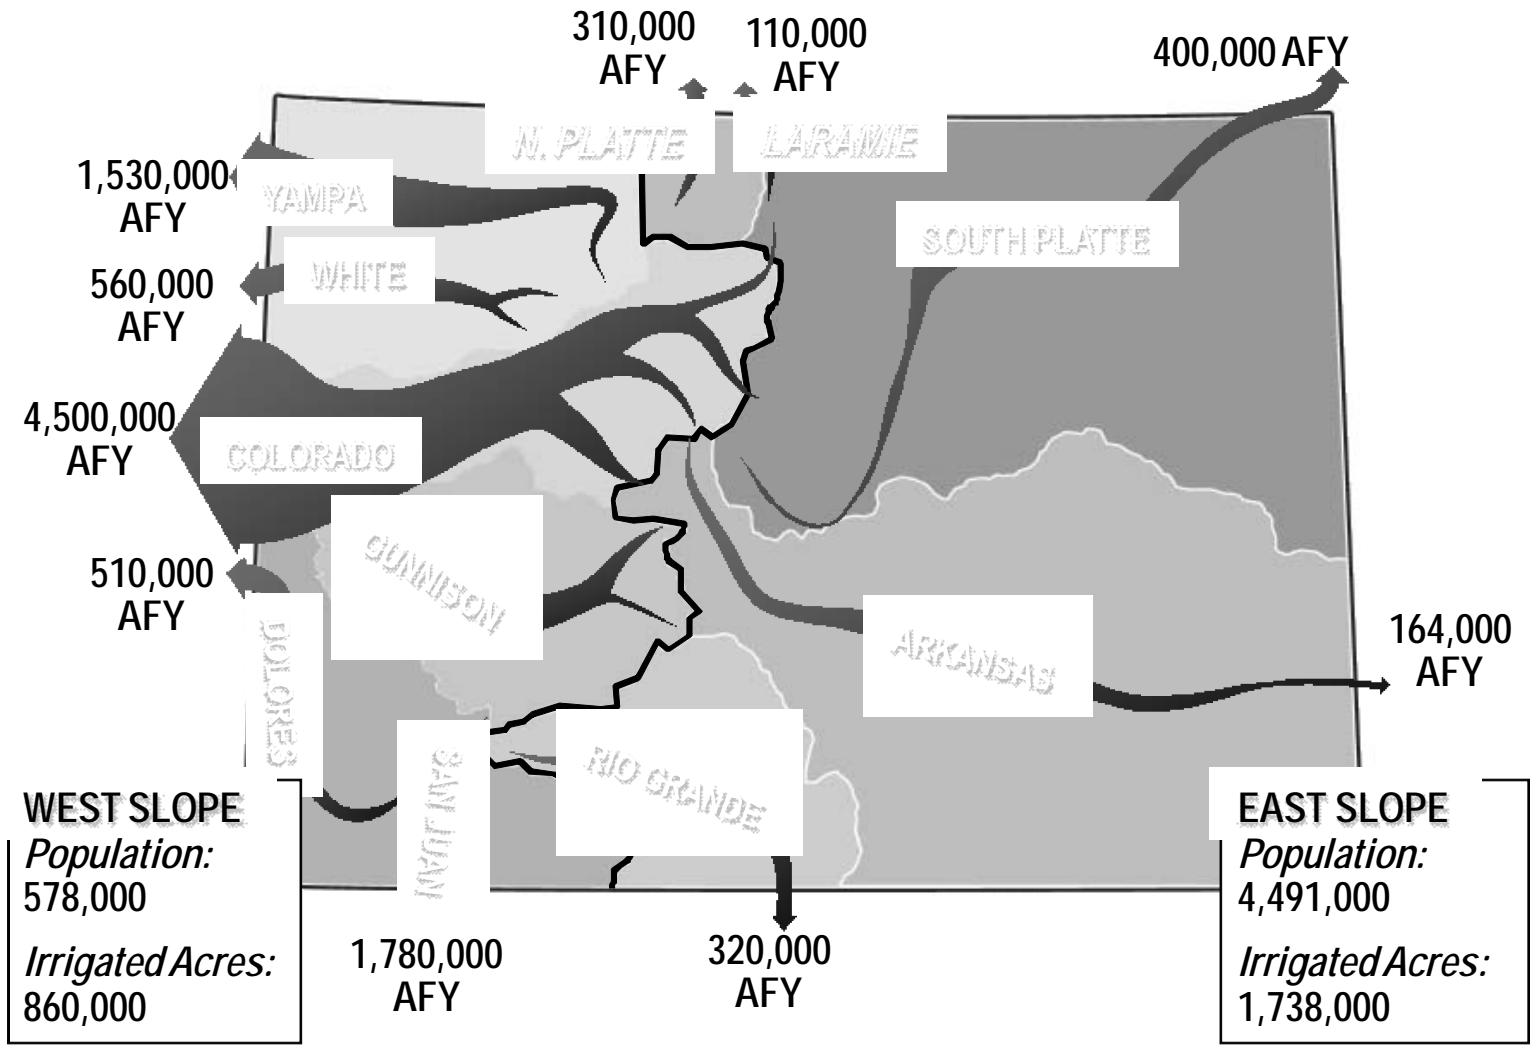 310,000
AFY
110,000
AFY
400,000 AFY
N. PLATTE
LARAMIE
1,530,000
AFY
YAMPA
SOUTH PLATTE
560,000
AFY
WHITE
4,500,000
AFY
COLORADO
510,000
AFY
GUNNISON
DOLORES
ARKANSAS
164,000
AFY
SAN JUAN
RIO GRANDE
WEST SLOPE
Population:
578,000
Irrigated Acres:
860,000
1,780,000
AFY
320,000
AFY
EAST SLOPE
Population:
4,491,000
Irrigated Acres:
1,738,000